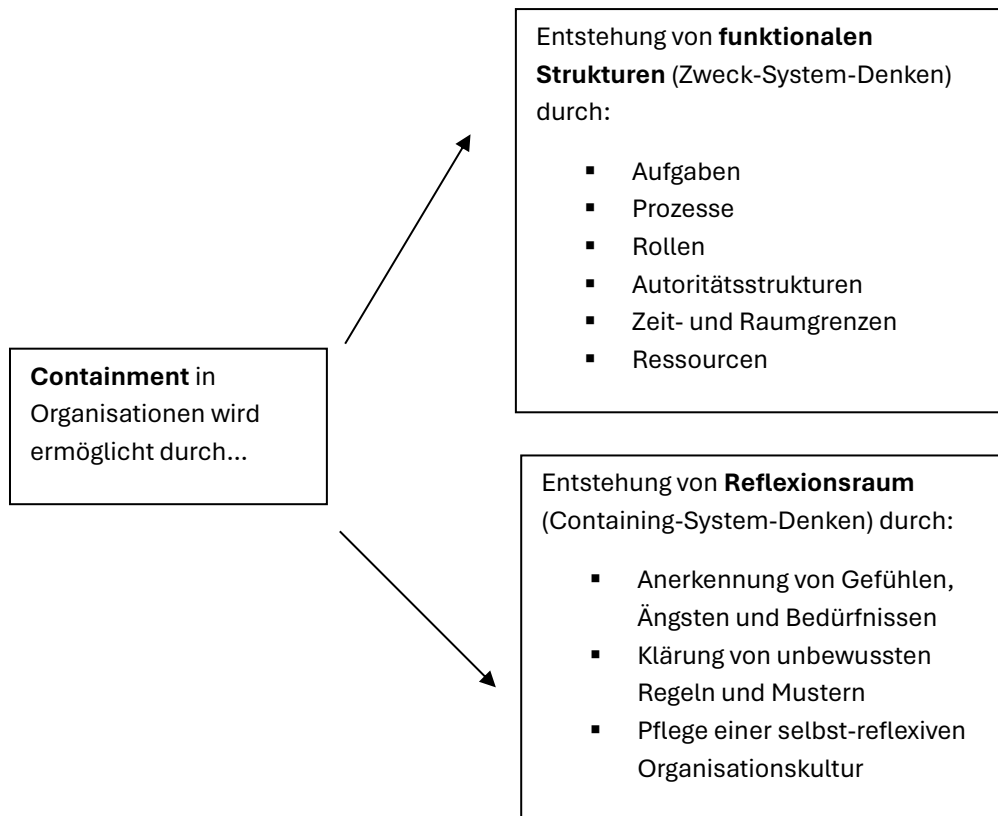 Entstehung von funktionalen
Strukturen (Zweck-System-Denken)
durch:
▪ Aufgaben
▪ Prozesse
▪ Rollen
▪ Autoritätsstrukturen
▪ Zeit- und Raumgrenzen
▪ Ressourcen
Containment in
Organisationen wird
ermöglicht durch...
Entstehung von Reflexionsraum
(Containing-System-Denken) durch:
▪ Anerkennung von Gefühlen,
Ängsten und Bedürfnissen
▪ Klärung von unbewussten
Regeln und Mustern
▪ Pflege einer selbst-reflexiven
Organisationskultur